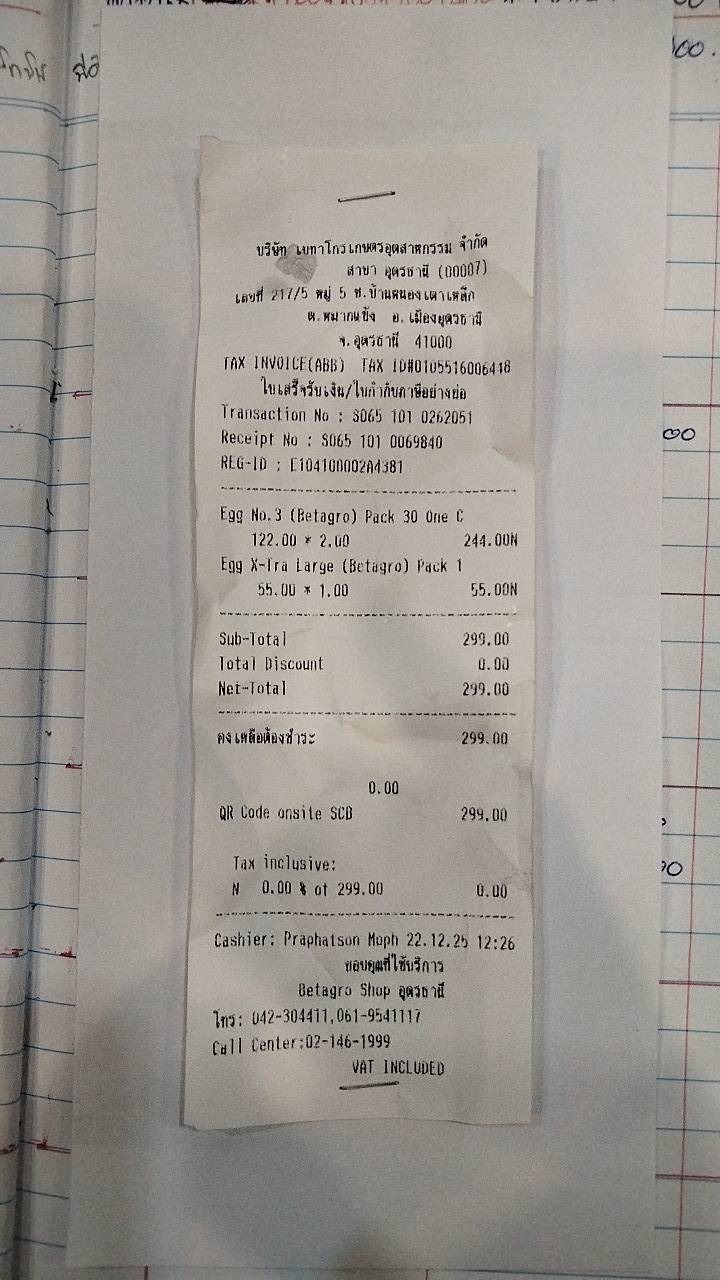 บริษัท เบทาโกรเกษตรอุตสาหกรรม จำกัด
สาขา อุดรธานี (00007)
เลขที่ 217/5 หมู่ 5 ซ.บ้านหนองเตาเหล็ก
ต.หมากแข้ง อ.เมืองอุดรธานี
จ.อุดรธานี 41000
TAX INVOICE(ABB) TAX ID#0105516006418
ใบเสร็จรับเงิน/ใบกำกับภาษีอย่างย่อ
Transaction No : S065 101 0262051
Receipt No : S065 101 0069840
REG-ID : E104100002A4381
Egg No.3 (Betagro) Pack 30 One C
122.00 * 2.00 244.00N
Egg X-Tra Large (Betagro) Pack 1
55.00 * 1.00 55.00N
Sub-Total 299.00
Total Discount 0.00
Net-Total 299.00
คงเหลือต้องชำระ 299.00
0.00
QR Code onsite SCB 299.00
Tax inclusive:
N 0.00 % of 299.00 0.00
Cashier: Praphatson Moph 22.12.25 12:26
ขอบคุณที่ใช้บริการ
Betagro Shop อุดรธานี
โทร: 042-304411,061-9541117
Call Center:02-146-1999
VAT INCLUDED